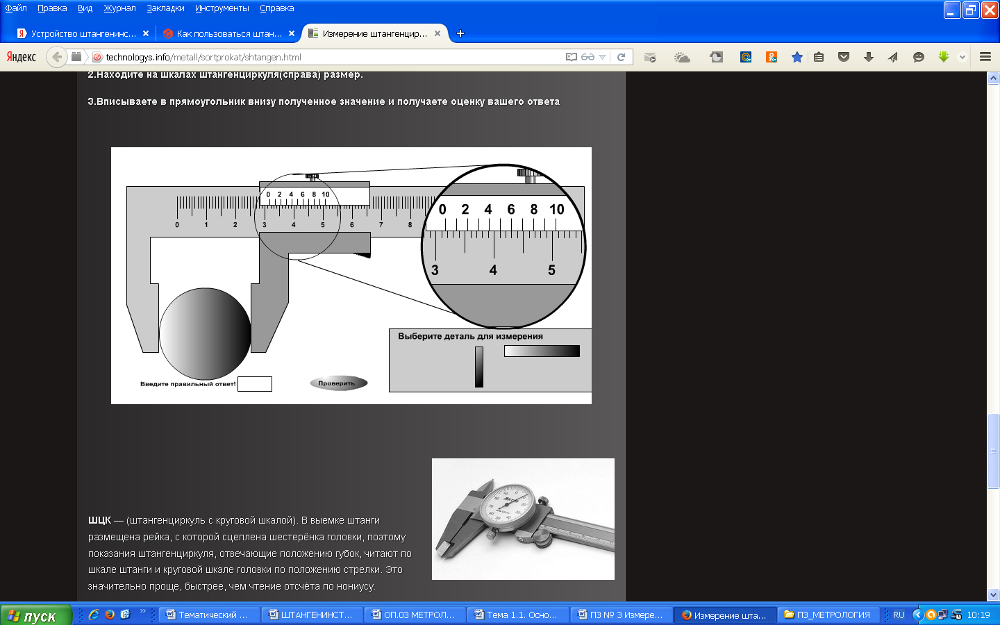 Файл Правка Вид Журнал Закладки Инструменты Справка
Я Устройство штангенинс... Как пользоваться штан... Измерение штангенцир...
Яндекс technologys.info/metall/sortprokat/shtangen.html
2.Находите на шкалах штангенциркуля(справа) размер.
3.Вписываете в прямоугольник внизу полученное значение и получаете оценку вашего ответа
0 2 4 6 8 10
0 1 2 3 4 5 6 7 8
0 2 4 6 8 10
3 4 5
Выберите деталь для измерения
Введите правильный ответ!
Проверить
ШЦК — (штангенциркуль с круговой шкалой). В выемке штанги
размещена рейка, с которой сцеплена шестерёнка головки, поэтому
показания штангенциркуля, отвечающие положению губок, читают по
шкале штанги и круговой шкале головки по положению стрелки. Это
значительно проще, быстрее, чем чтение отсчёта по нониусу.
пуск Тематический ... ШТАНГЕНИНСТ... ОП.03 МЕТРОЛ... Тема 1.1. Осно... ПЗ № 3 Измере... Измерение шта... ПЗ_МЕТРОЛОГИЯ RU 10:19